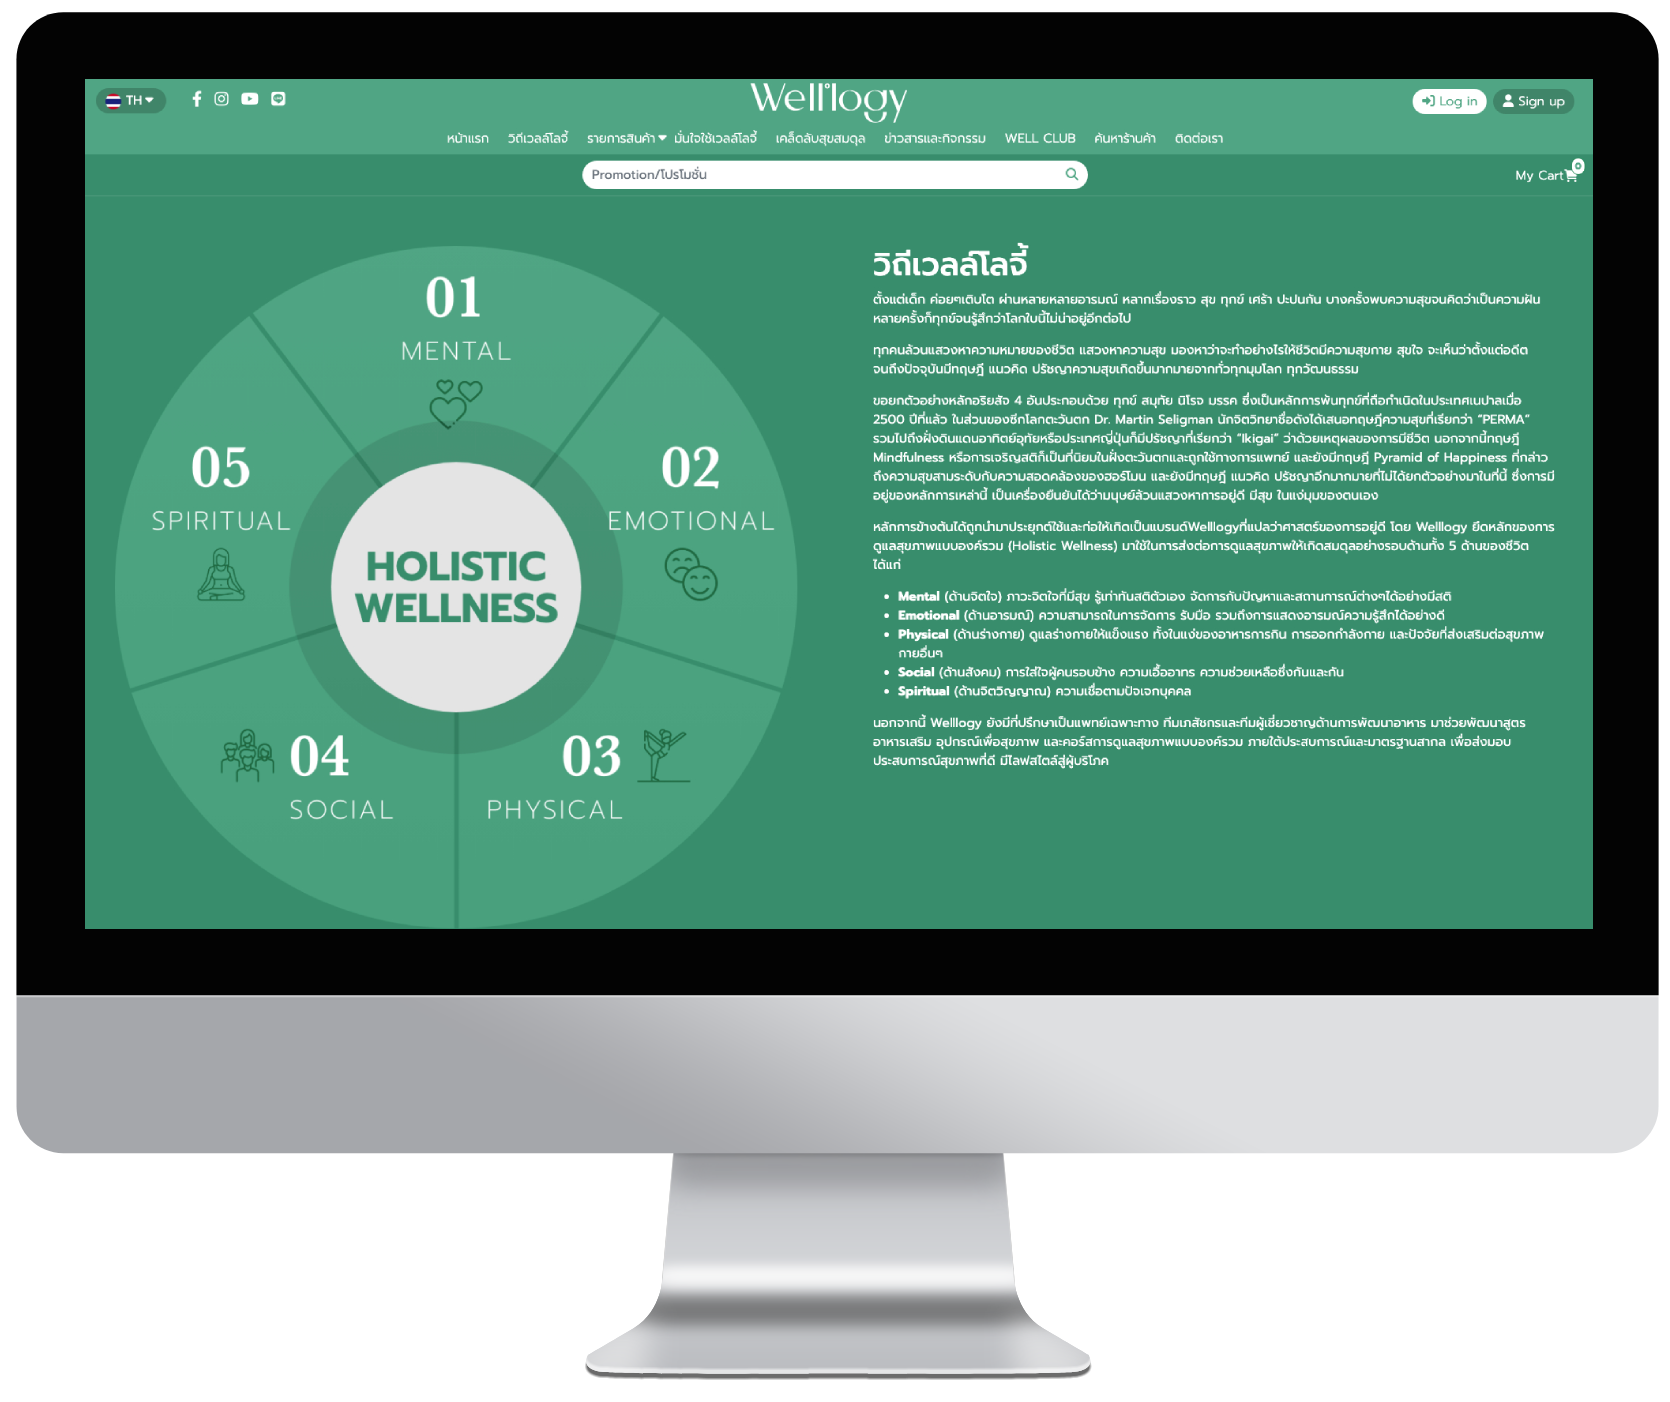 TH
Welllogy
Log in
Sign up
หน้าแรก วิถีเวลล์โลจี้ รายการสินค้า มั่นใจใช้เวลล์โลจี้ เคล็ดลับสุขสมดุล ข่าวสารและกิจกรรม WELL CLUB ค้นหาร้านค้า ติดต่อเรา
Promotion/โปรโมชั่น
My Cart
0
01
MENTAL
02
EMOTIONAL
03
PHYSICAL
04
SOCIAL
05
SPIRITUAL
HOLISTIC
WELLNESS
วิถีเวลล์โลจี้
ตั้งแต่เด็ก ค่อยๆเติบโต ผ่านหลายหลายอารมณ์ หลากเรื่องราว สุข ทุกข์ เศร้า ปะปนกัน บางครั้งพบความสุขจนคิดว่าเป็นความฝัน
หลายครั้งก็ทุกข์จนรู้สึกว่าโลกใบนี้ไม่น่าอยู่อีกต่อไป
ทุกคนล้วนแสวงหาความหมายของชีวิต แสวงหาความสุข มองหาว่าจะทำอย่างไรให้ชีวิตมีความสุขกาย สุขใจ จะเห็นว่าตั้งแต่อดีต
จนถึงปัจจุบันมีทฤษฎี แนวคิด ปรัชญาความสุขเกิดขึ้นมากมายจากทั่วทุกมุมโลก ทุกวัฒนธรรม
ขอยกตัวอย่างหลักอริยสัจ 4 อันประกอบด้วย ทุกข์ สมุทัย นิโรจ มรรค ซึ่งเป็นหลักการพ้นทุกข์ที่ถือกำเนิดในประเทศเนปาลเมื่อ
2500 ปีที่แล้ว ในส่วนของซีกโลกตะวันตก Dr. Martin Seligman นักจิตวิทยาชื่อดังได้เสนอทฤษฎีความสุขที่เรียกว่า “PERMA”
รวมไปถึงฝั่งดินแดนอาทิตย์อุทัยหรือประเทศญี่ปุ่นก็มีปรัชญาที่เรียกว่า “Ikigai” ว่าด้วยเหตุผลของการมีชีวิต นอกจากนี้ทฤษฎี
Mindfulness หรือการเจริญสติก็เป็นที่นิยมในฝั่งตะวันตกและถูกใช้ทางการแพทย์ และยังมีทฤษฎี Pyramid of Happiness ที่กล่าว
ถึงความสุขสามระดับกับความสอดคล้องของฮอร์โมน และยังมีทฤษฎี แนวคิด ปรัชญาอีกมากมายที่ไม่ได้ยกตัวอย่างมาในที่นี้ ซึ่งการมี
อยู่ของหลักการเหล่านี้ เป็นเครื่องยืนยันได้ว่ามนุษย์ล้วนแสวงหาการอยู่ดี มีสุข ในแง่มุมของตนเอง
หลักการข้างต้นได้ถูกนำมาประยุกต์ใช้และก่อให้เกิดเป็นแบรนด์Welllogyที่แปลว่าศาสตร์ของการอยู่ดี โดย Welllogy ยึดหลักของการ
ดูแลสุขภาพแบบองค์รวม (Holistic Wellness) มาใช้ในการส่งต่อการดูแลสุขภาพให้เกิดสมดุลอย่างรอบด้านทั้ง 5 ด้านของชีวิต
ได้แก่
• Mental (ด้านจิตใจ) ภาวะจิตใจที่มีสุข รู้เท่าทันสติตัวเอง จัดการกับปัญหาและสถานการณ์ต่างๆได้อย่างมีสติ
• Emotional (ด้านอารมณ์) ความสามารถในการจัดการ รับมือ รวมถึงการแสดงอารมณ์ความรู้สึกได้อย่างดี
• Physical (ด้านร่างกาย) ดูแลร่างกายให้แข็งแรง ทั้งในแง่ของอาหารการกิน การออกกำลังกาย และปัจจัยที่ส่งเสริมต่อสุขภาพ
กายอื่นๆ
• Social (ด้านสังคม) การใส่ใจผู้คนรอบข้าง ความเอื้ออาทร ความช่วยเหลือซึ่งกันและกัน
• Spiritual (ด้านจิตวิญญาณ) ความเชื่อตามปัจเจกบุคคล
นอกจากนี้ Welllogy ยังมีที่ปรึกษาเป็นแพทย์เฉพาะทาง ทีมเภสัชกรและทีมผู้เชี่ยวชาญด้านการพัฒนาอาหาร มาช่วยพัฒนาสูตร
อาหารเสริม อุปกรณ์เพื่อสุขภาพ และคอร์สการดูแลสุขภาพแบบองค์รวม ภายใต้ประสบการณ์และมาตรฐานสากล เพื่อส่งมอบ
ประสบการณ์สุขภาพที่ดี มีไลฟสไตล์สู่ผู้บริโภค